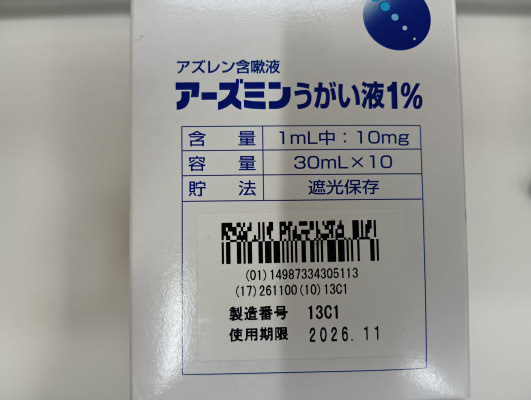 アズレン含嗽液
アーズミンうがい液1%
含量 1mL中：10mg
容量 30mL×10
貯法 遮光保存
(01)14987334305113
(17)261100(10)13C1
製造番号 13C1
使用期限 2026.11